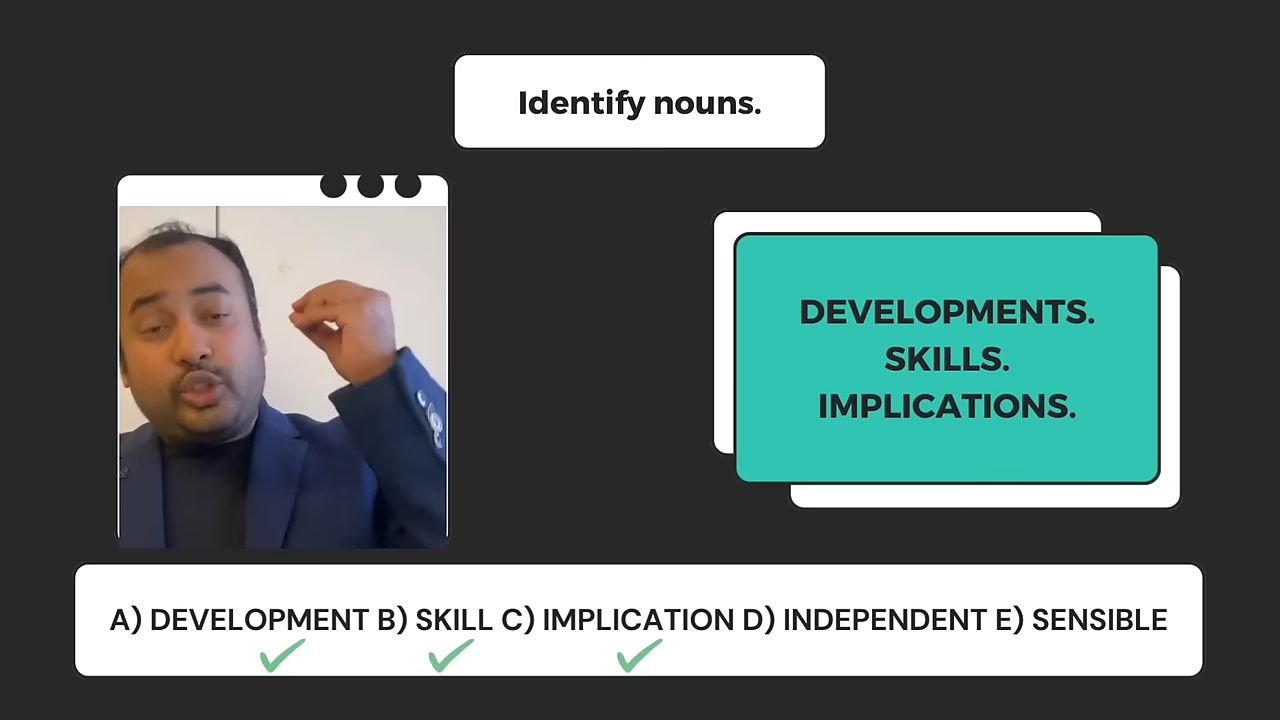 Identify nouns.
DEVELOPMENTS.
SKILLS.
IMPLICATIONS.
A) DEVELOPMENT B) SKILL C) IMPLICATION D) INDEPENDENT E) SENSIBLE